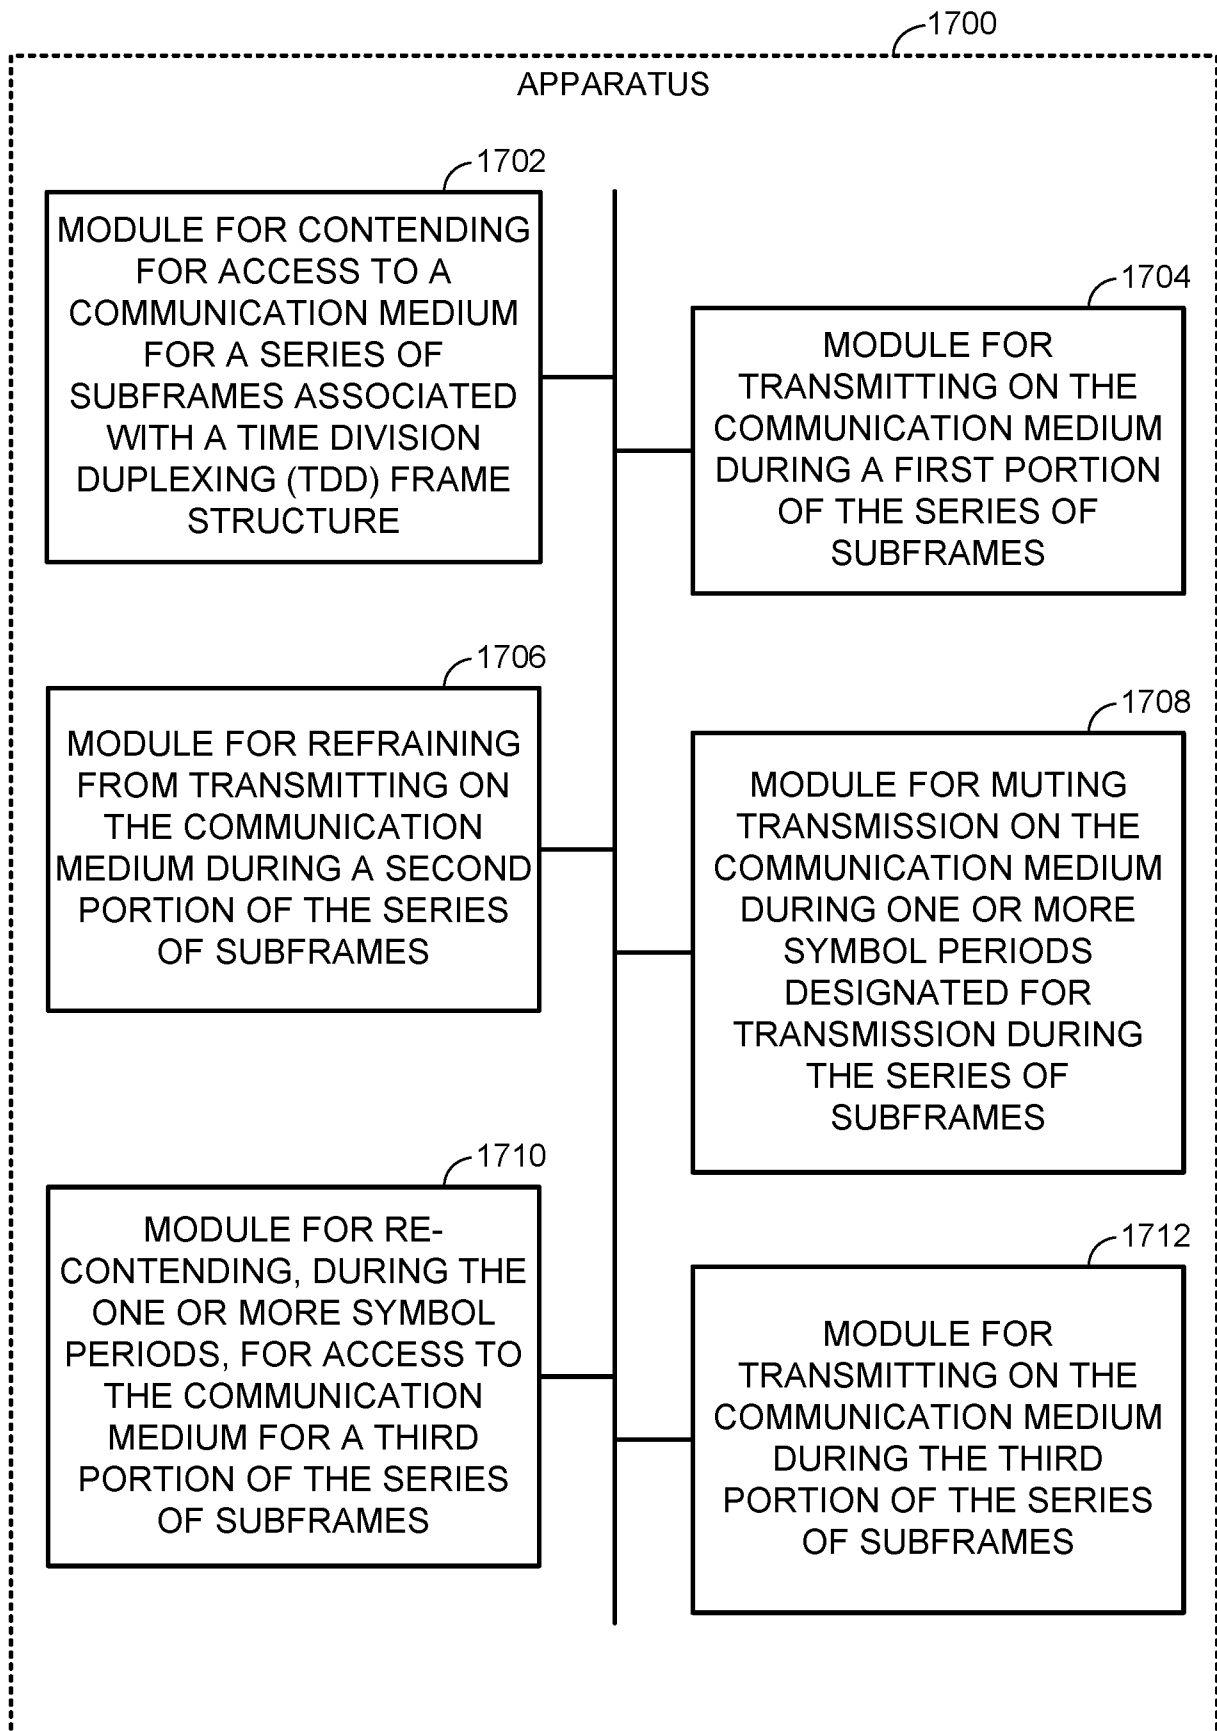 1700
APPARATUS
1702
MODULE FOR CONTENDING
FOR ACCESS TO A
COMMUNICATION MEDIUM
FOR A SERIES OF
SUBFRAMES ASSOCIATED
WITH A TIME DIVISION
DUPLEXING (TDD) FRAME
STRUCTURE
1704
MODULE FOR
TRANSMITTING ON THE
COMMUNICATION MEDIUM
DURING A FIRST PORTION
OF THE SERIES OF
SUBFRAMES
1706
MODULE FOR REFRAINING
FROM TRANSMITTING ON
THE COMMUNICATION
MEDIUM DURING A SECOND
PORTION OF THE SERIES
OF SUBFRAMES
1708
MODULE FOR MUTING
TRANSMISSION ON THE
COMMUNICATION MEDIUM
DURING ONE OR MORE
SYMBOL PERIODS
DESIGNATED FOR
TRANSMISSION DURING
THE SERIES OF
SUBFRAMES
1710
MODULE FOR RE-
CONTENDING, DURING THE
ONE OR MORE SYMBOL
PERIODS, FOR ACCESS TO
THE COMMUNICATION
MEDIUM FOR A THIRD
PORTION OF THE SERIES
OF SUBFRAMES
1712
MODULE FOR
TRANSMITTING ON THE
COMMUNICATION MEDIUM
DURING THE THIRD
PORTION OF THE SERIES
OF SUBFRAMES